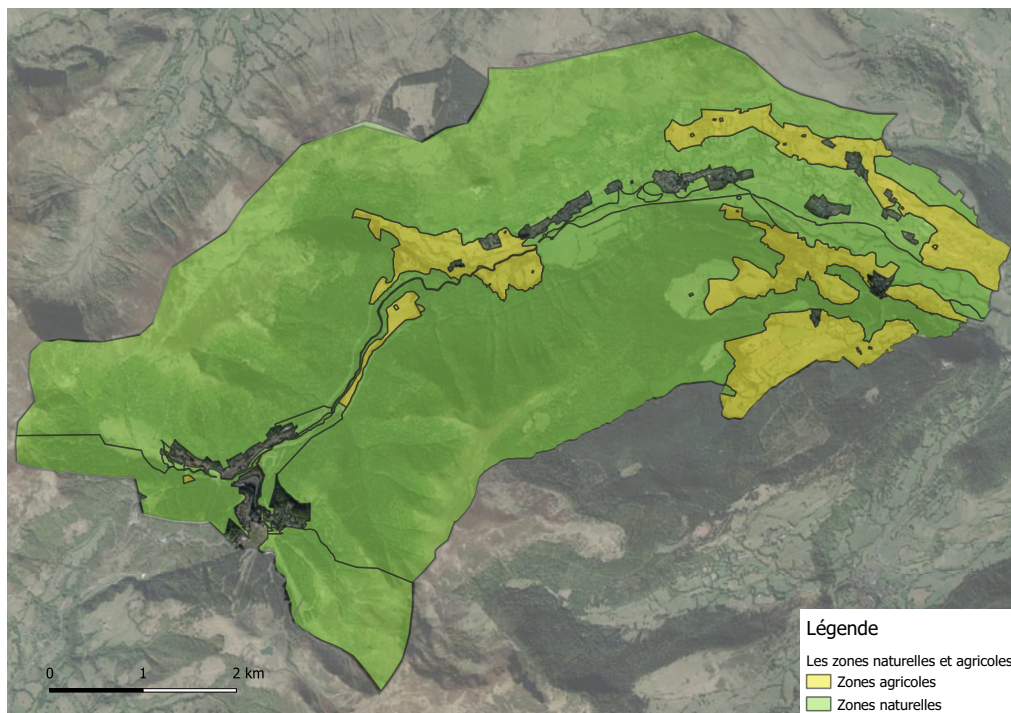 0 1 2 km
Légende
Les zones naturelles et agricoles
Zones agricoles
Zones naturelles